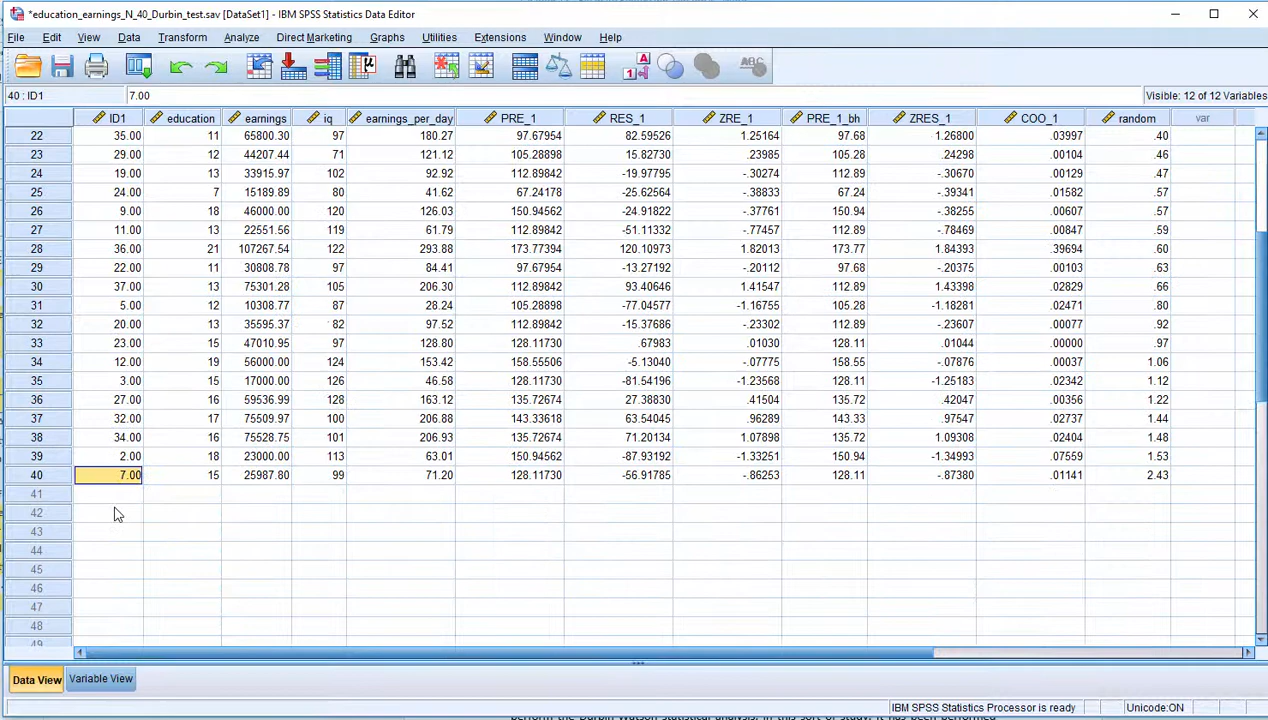 *education_earnings_N_40_Durbin_test.sav [DataSet1] - IBM SPSS Statistics Data Editor
File Edit View Data Transform Analyze Direct Marketing Graphs Utilities Extensions Window Help
40 : ID1 7.00 Visible: 12 of 12 Variables
ID1 education earnings iq earnings_per_day PRE_1 RES_1 ZRE_1 PRE_1_bh ZRES_1 COO_1 random var
22 35.00 11 65800.30 97 180.27 97.67954 82.59526 1.25164 97.68 1.26800 .03997 .40
23 29.00 12 44207.44 71 121.12 105.28898 15.82730 .23985 105.28 .24298 .00104 .46
24 19.00 13 33915.97 102 92.92 112.89842 -19.97795 -.30274 112.89 -.30670 .00129 .47
25 24.00 7 15189.89 80 41.62 67.24178 -25.62564 -.38833 67.24 -.39341 .01582 .57
26 9.00 18 46000.00 120 126.03 150.94562 -24.91822 -.37761 150.94 -.38255 .00607 .57
27 11.00 13 22551.56 119 61.79 112.89842 -51.11332 -.77457 112.89 -.78469 .00847 .59
28 36.00 21 107267.54 122 293.88 173.77394 120.10973 1.82013 173.77 1.84393 .39694 .60
29 22.00 11 30808.78 97 84.41 97.67954 -13.27192 -.20112 97.68 -.20375 .00103 .63
30 37.00 13 75301.28 105 206.30 112.89842 93.40646 1.41547 112.89 1.43398 .02829 .66
31 5.00 12 10308.77 87 28.24 105.28898 -77.04577 -1.16755 105.28 -1.18281 .02471 .80
32 20.00 13 35595.37 82 97.52 112.89842 -15.37686 -.23302 112.89 -.23607 .00077 .92
33 23.00 15 47010.95 97 128.80 128.11730 .67983 .01030 128.11 .01044 .00000 .97
34 12.00 19 56000.00 124 153.42 158.55506 -5.13040 -.07775 158.55 -.07876 .00037 1.06
35 3.00 15 17000.00 126 46.58 128.11730 -81.54196 -1.23568 128.11 -1.25183 .02342 1.12
36 27.00 16 59536.99 128 163.12 135.72674 27.38830 .41504 135.72 .42047 .00356 1.22
37 32.00 17 75509.97 100 206.88 143.33618 63.54045 .96289 143.33 .97547 .02737 1.44
38 34.00 16 75528.75 101 206.93 135.72674 71.20134 1.07898 135.72 1.09308 .02404 1.48
39 2.00 18 23000.00 113 63.01 150.94562 -87.93192 -1.33251 150.94 -1.34993 .07559 1.53
40 7.00 15 25987.80 99 71.20 128.11730 -56.91785 -.86253 128.11 -.87380 .01141 2.43
41
42
43
44
45
46
47
48
49
Data View Variable View
IBM SPSS Statistics Processor is ready Unicode:ON